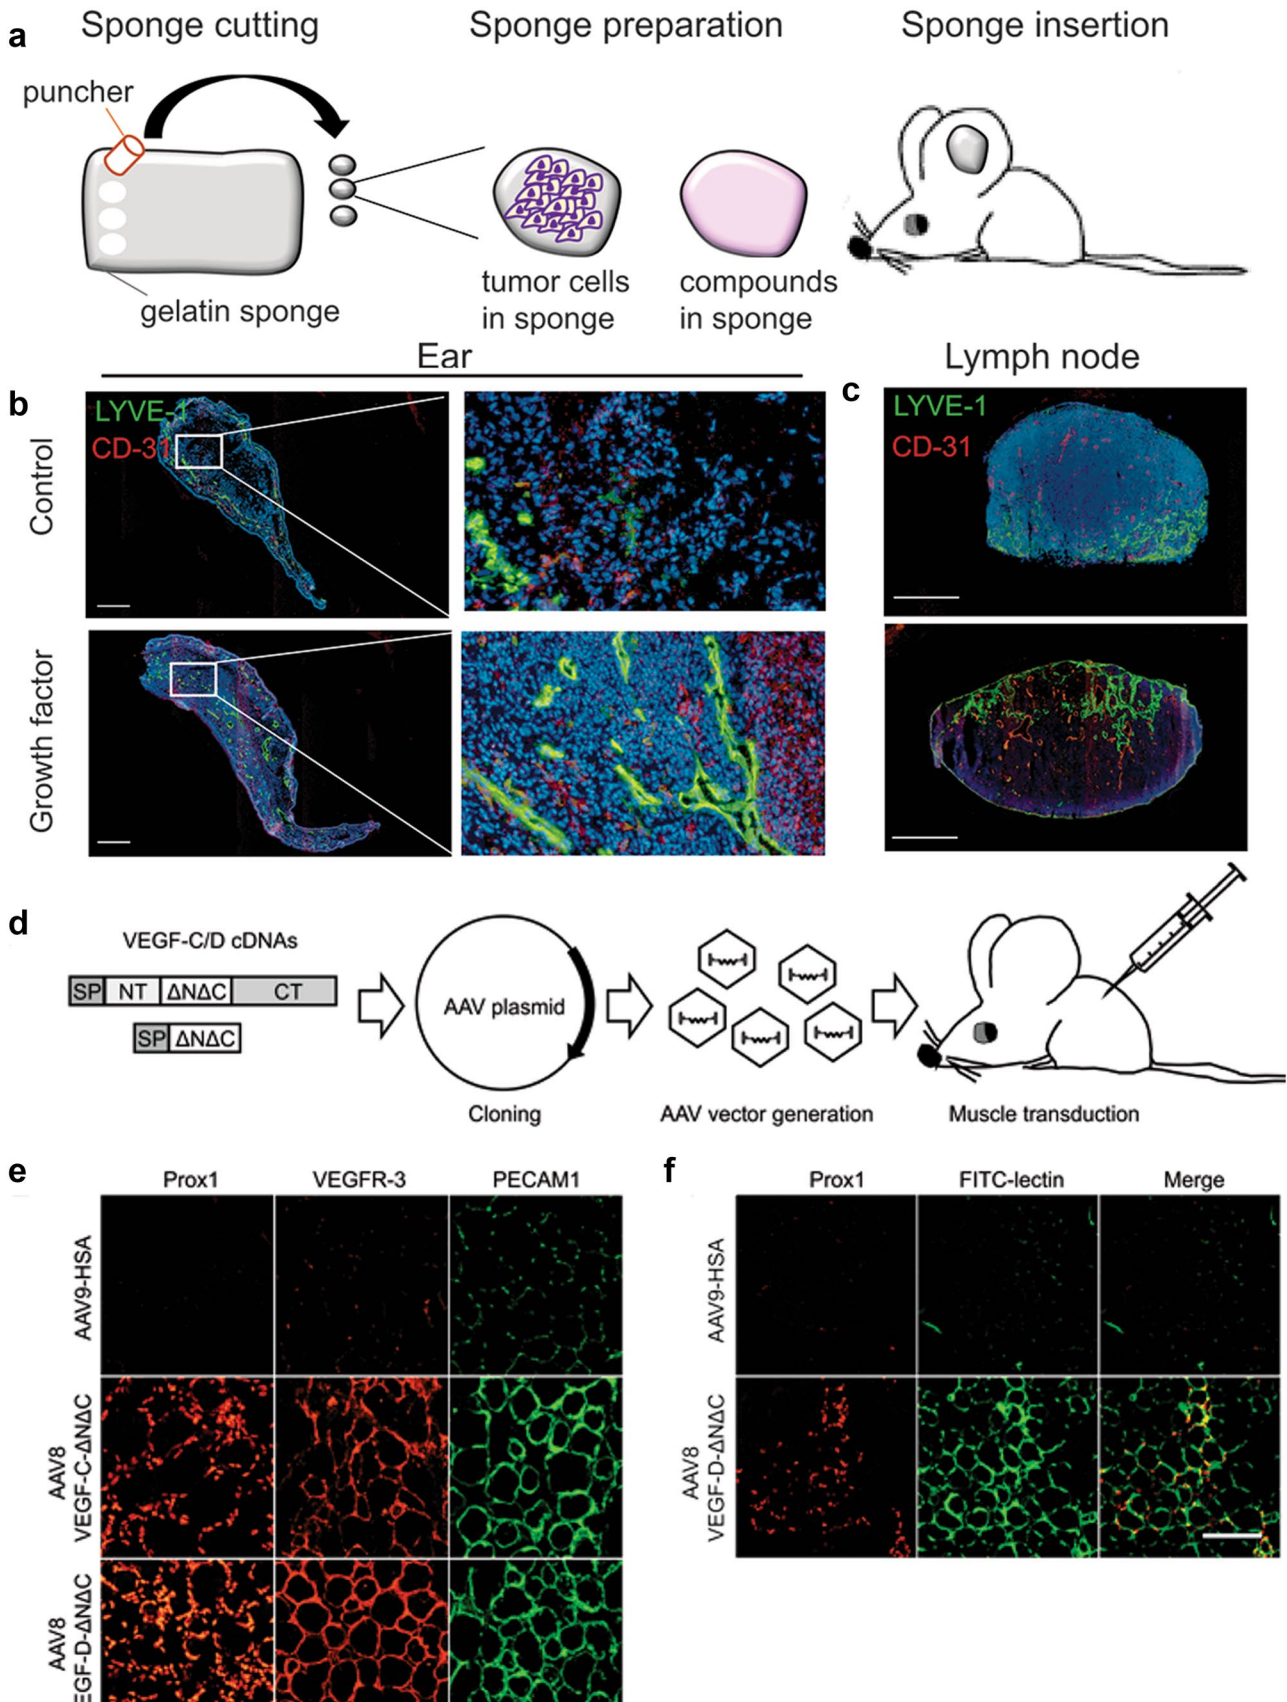 a
Sponge cutting
Sponge preparation
Sponge insertion
puncher
gelatin sponge
tumor cells
in sponge
compounds
in sponge
Ear
Lymph node
b
c
Control
LYVE-1
CD-31
LYVE-1
CD-31
Growth factor
d
VEGF-C/D cDNAs
SP NT ΔNΔC CT
SP ΔNΔC
AAV plasmid
Cloning
AAV vector generation
Muscle transduction
e
Prox1 VEGFR-3 PECAM1
AAV9-HSA
AAV8
VEGF-C-ΔNΔC
AAV8
EGF-D-ΔNΔC
f
Prox1 FITC-lectin Merge
AAV9-HSA
AAV8
VEGF-D-ΔNΔC